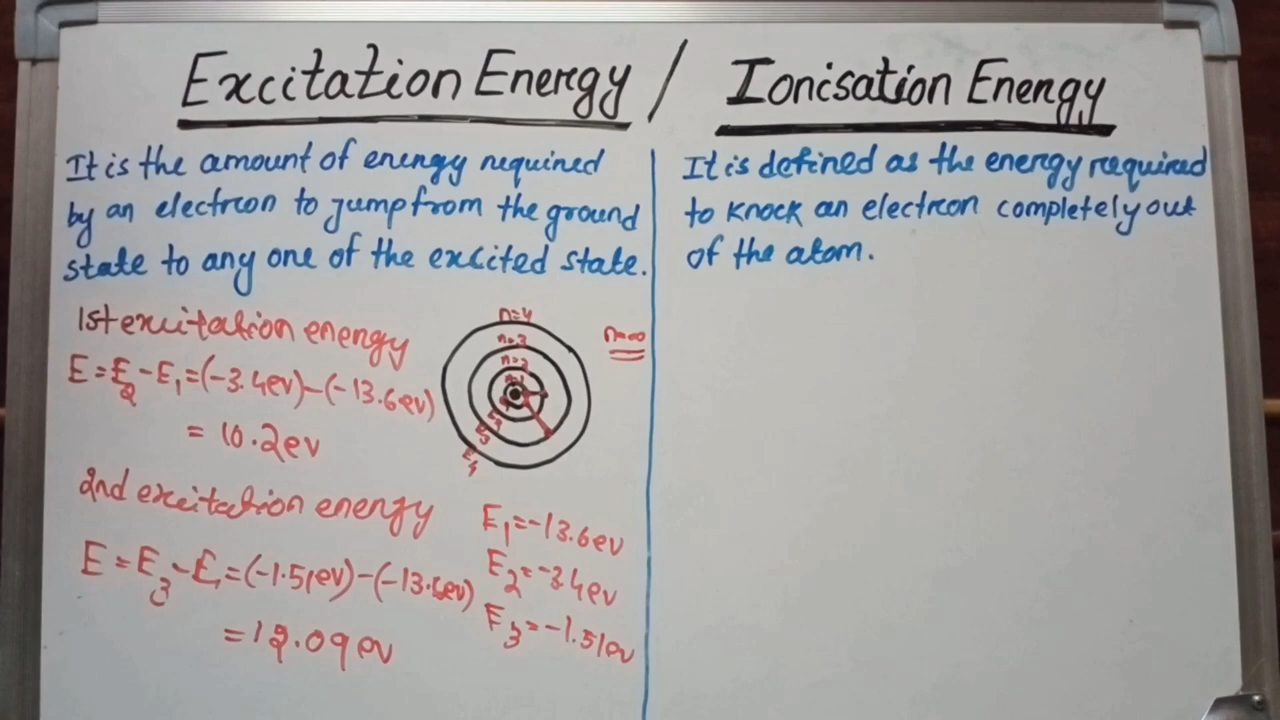 Excitation Energy / Ionisation Energy
It is the amount of energy required
by an electron to jump from the ground
state to any one of the excited state.
1st excitation energy
E = E2 - E1 = (-3.4ev) - (-13.6ev)
= 10.2ev
2nd excitation energy
E = E3 - E1 = (-1.51ev) - (-13.6ev)
= 12.09ev
n=4
n=3
n=2
n=1
E3
E4
n=∞
E1 = -13.6ev
E2 = -3.4ev
E3 = -1.51ev
It is defined as the energy required
to knock an electron completely out
of the atom.